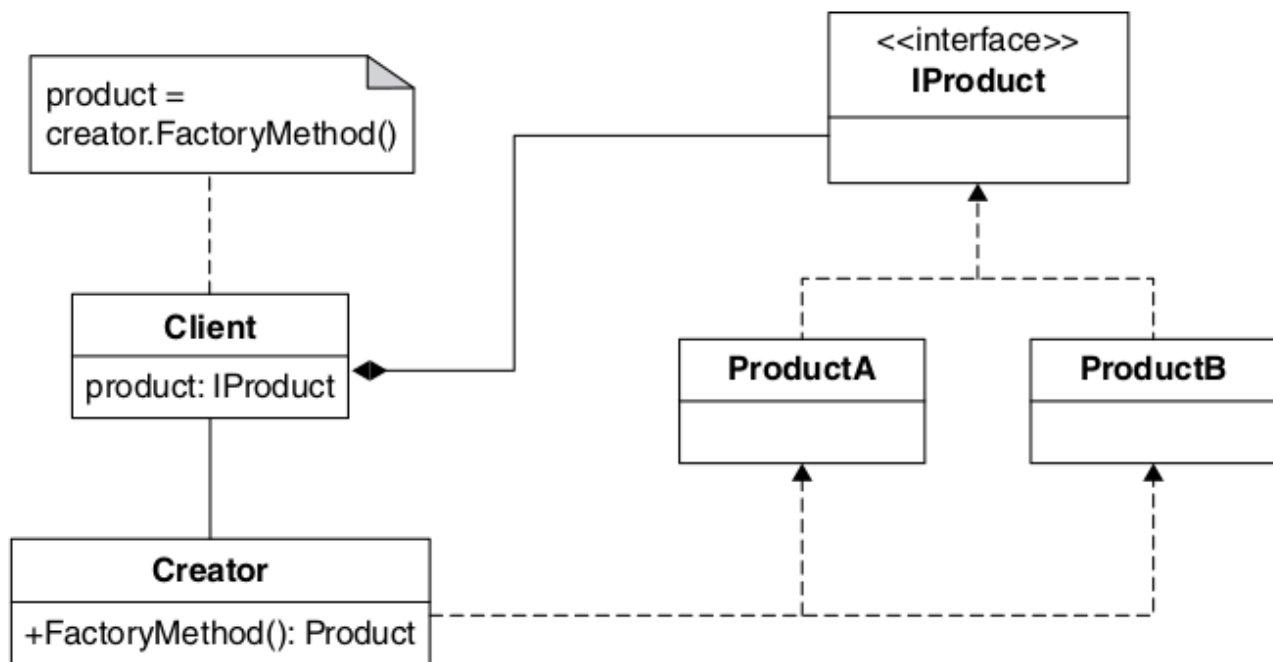 <<interface>>
IProduct
product =
creator.FactoryMethod()
Client
product: IProduct
ProductA
ProductB
Creator
+FactoryMethod(): Product